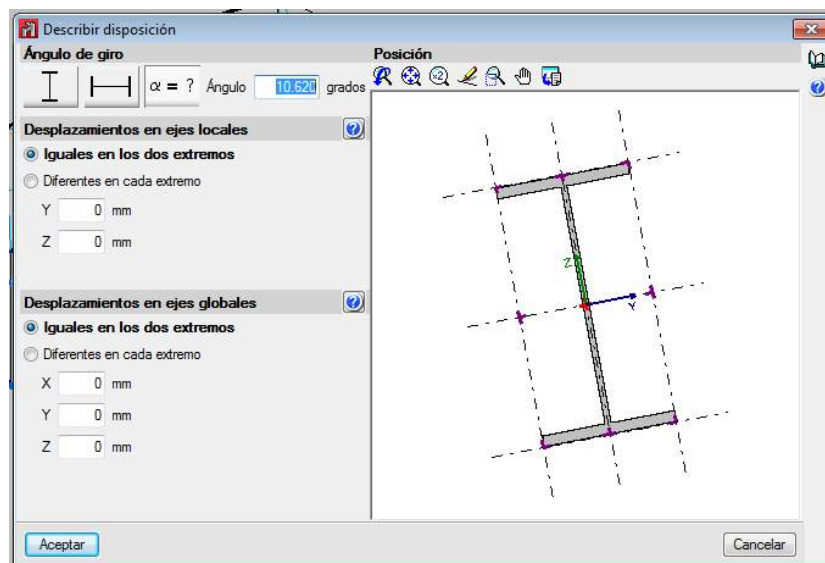 Describir disposición
Ángulo de giro
α = ? Ángulo 10.620 grados
Desplazamientos en ejes locales
Iguales en los dos extremos
Diferentes en cada extremo
Y 0 mm
Z 0 mm
Desplazamientos en ejes globales
Iguales en los dos extremos
Diferentes en cada extremo
X 0 mm
Y 0 mm
Z 0 mm
Posición
x2
Z
Y
Aceptar
Cancelar